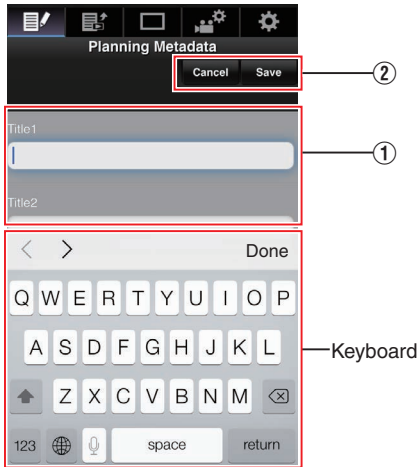 Planning Metadata
Cancel Save ②
Title1
①
Title2
Done
Q W E R T Y U I O P
A S D F G H J K L
Keyboard
Z X C V B N M
123 space return